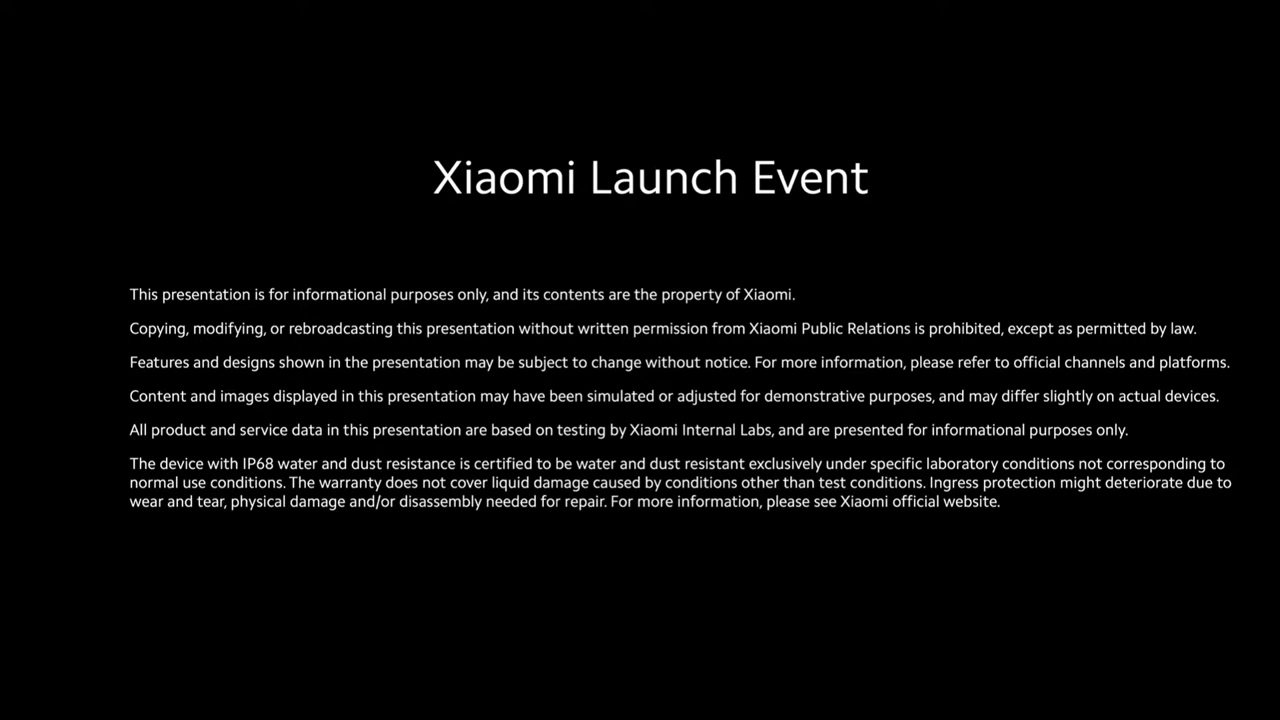 Xiaomi Launch Event
This presentation is for informational purposes only, and its contents are the property of Xiaomi.
Copying, modifying, or rebroadcasting this presentation without written permission from Xiaomi Public Relations is prohibited, except as permitted by law.
Features and designs shown in the presentation may be subject to change without notice. For more information, please refer to official channels and platforms.
Content and images displayed in this presentation may have been simulated or adjusted for demonstrative purposes, and may differ slightly on actual devices.
All product and service data in this presentation are based on testing by Xiaomi Internal Labs, and are presented for informational purposes only.
The device with IP68 water and dust resistance is certified to be water and dust resistant exclusively under specific laboratory conditions not corresponding to
normal use conditions. The warranty does not cover liquid damage caused by conditions other than test conditions. Ingress protection might deteriorate due to
wear and tear, physical damage and/or disassembly needed for repair. For more information, please see Xiaomi official website.